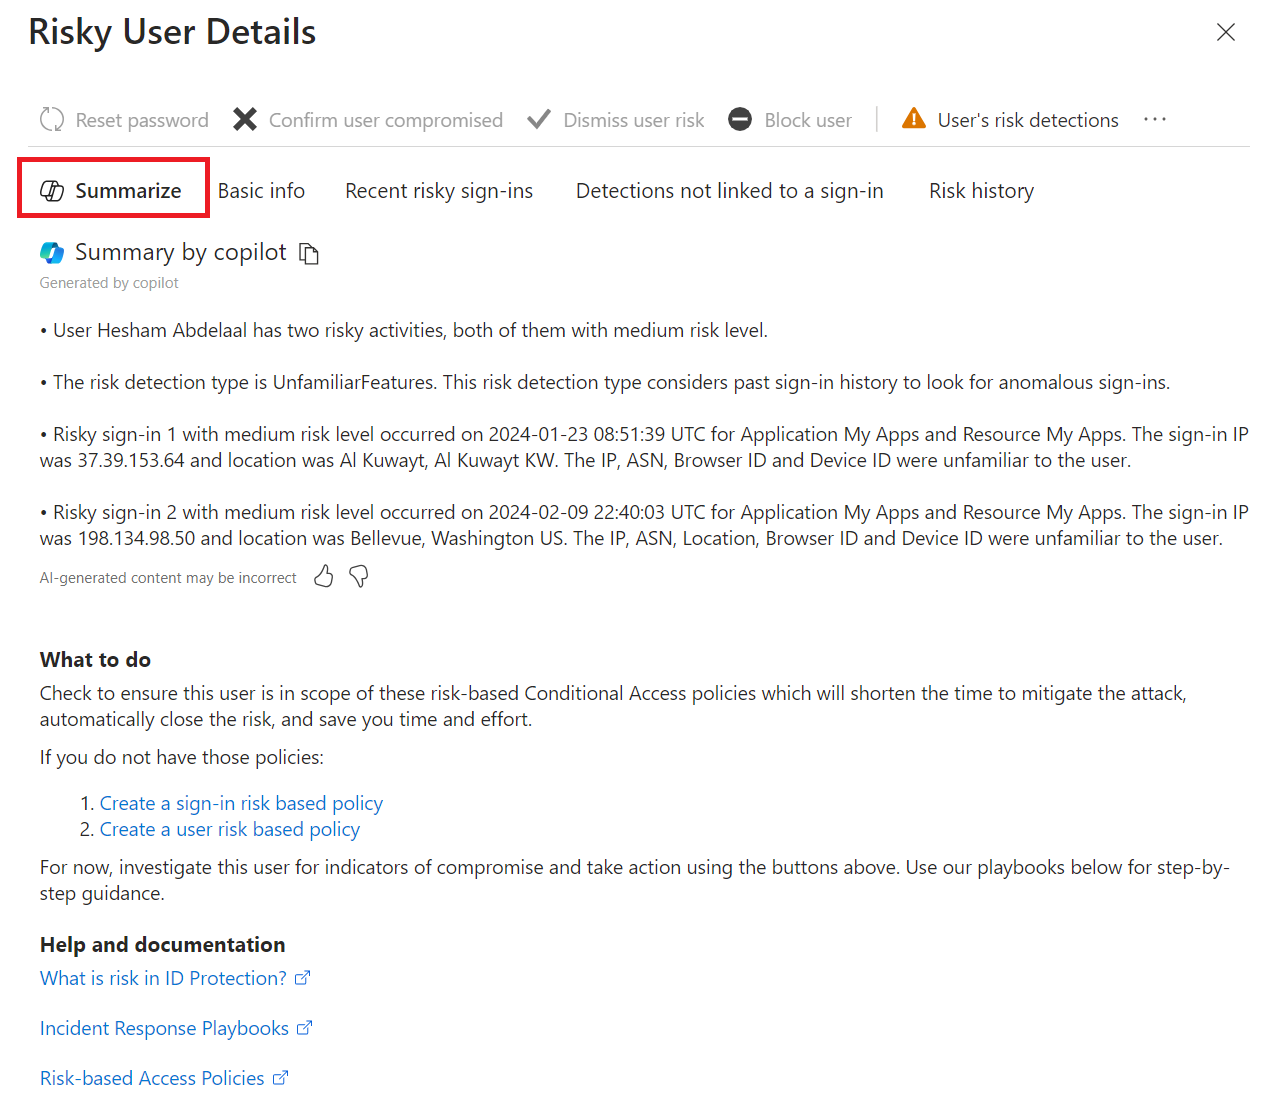 Risky User Details
Reset password Confirm user compromised Dismiss user risk Block user User's risk detections ...
Summarize Basic info Recent risky sign-ins Detections not linked to a sign-in Risk history
Summary by copilot
Generated by copilot
• User Hesham Abdelaal has two risky activities, both of them with medium risk level.
• The risk detection type is UnfamiliarFeatures. This risk detection type considers past sign-in history to look for anomalous sign-ins.
• Risky sign-in 1 with medium risk level occurred on 2024-01-23 08:51:39 UTC for Application My Apps and Resource My Apps. The sign-in IP
was 37.39.153.64 and location was Al Kuwayt, Al Kuwayt KW. The IP, ASN, Browser ID and Device ID were unfamiliar to the user.
• Risky sign-in 2 with medium risk level occurred on 2024-02-09 22:40:03 UTC for Application My Apps and Resource My Apps. The sign-in IP
was 198.134.98.50 and location was Bellevue, Washington US. The IP, ASN, Location, Browser ID and Device ID were unfamiliar to the user.
AI-generated content may be incorrect
What to do
Check to ensure this user is in scope of these risk-based Conditional Access policies which will shorten the time to mitigate the attack,
automatically close the risk, and save you time and effort.
If you do not have those policies:
1. Create a sign-in risk based policy
2. Create a user risk based policy
For now, investigate this user for indicators of compromise and take action using the buttons above. Use our playbooks below for step-by-
step guidance.
Help and documentation
What is risk in ID Protection?
Incident Response Playbooks
Risk-based Access Policies